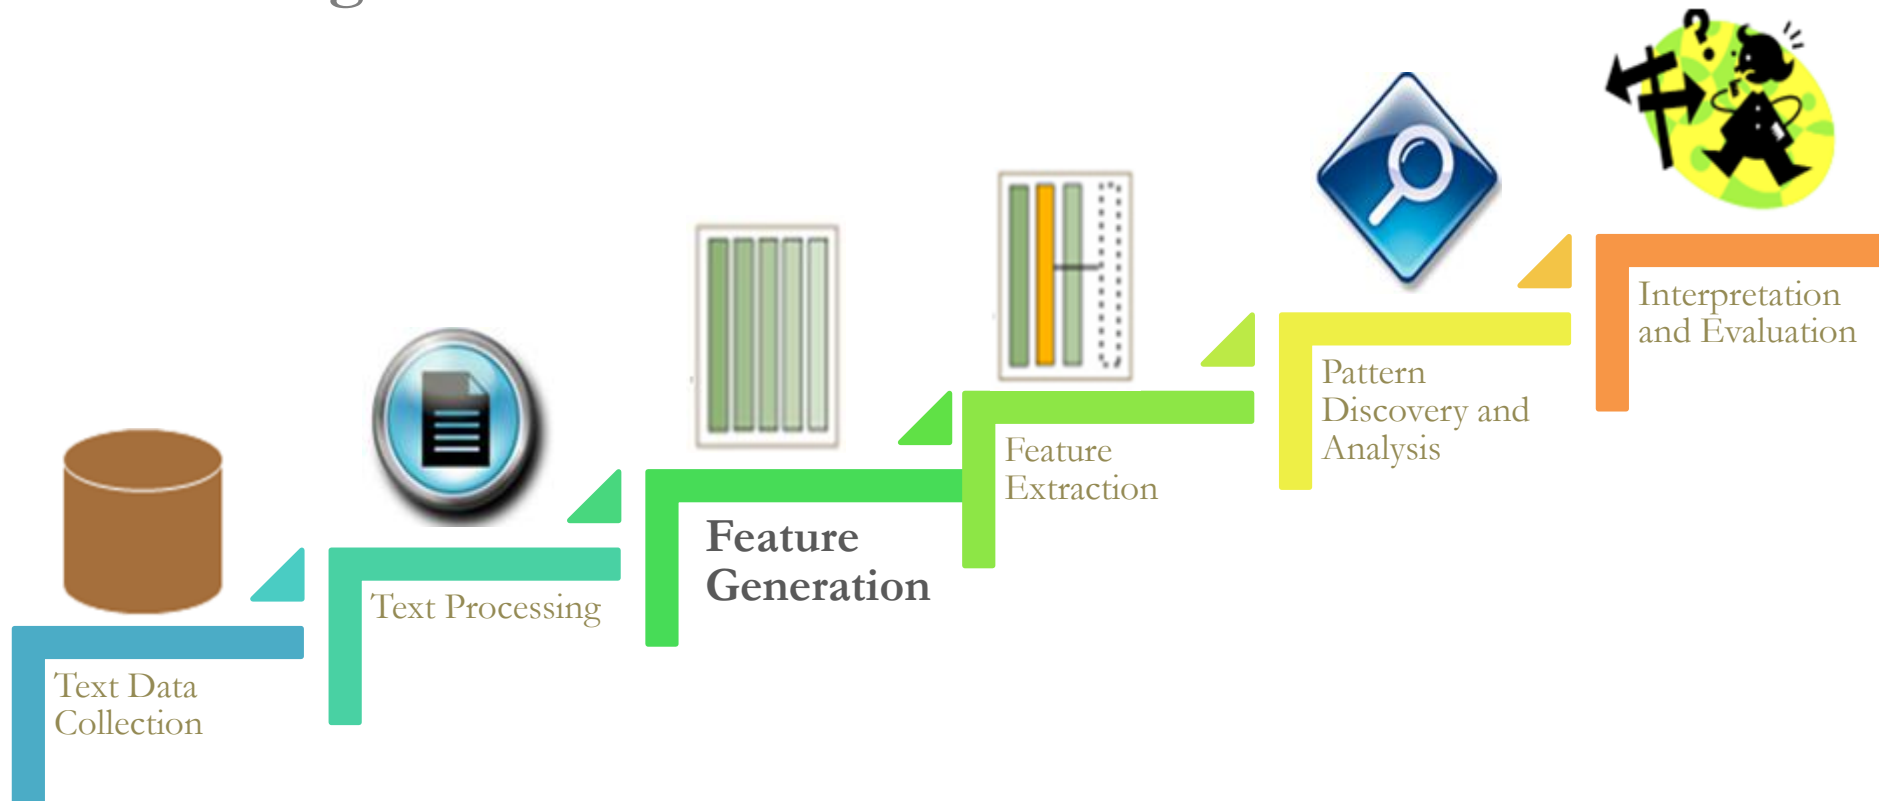 Text Data
Collection
Text Processing
Feature
Generation
Feature
Extraction
Pattern
Discovery and
Analysis
Interpretation
and Evaluation
?